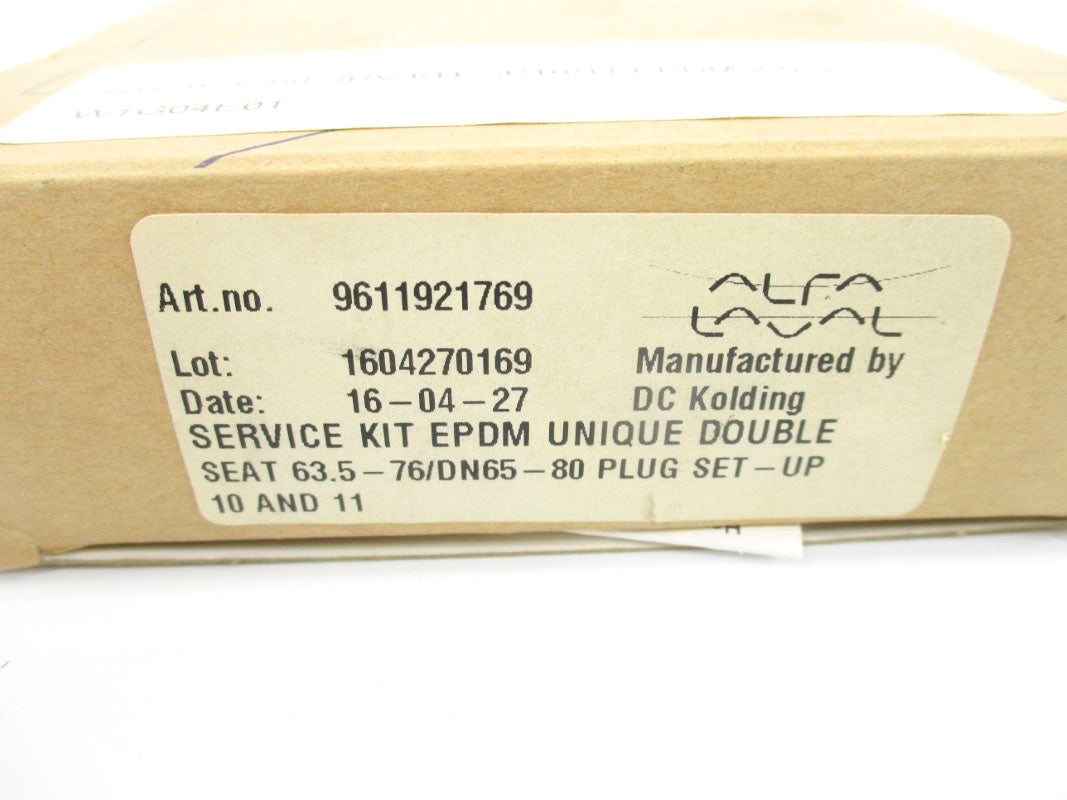 W1G04E01
Art.no. 9611921769
ALFA
LAVAL
Lot: 1604270169
Manufactured by
Date: 16-04-27
DC Kolding
SERVICE KIT EPDM UNIQUE DOUBLE
SEAT 63.5-76/DN65-80 PLUG SET-UP
10 AND 11